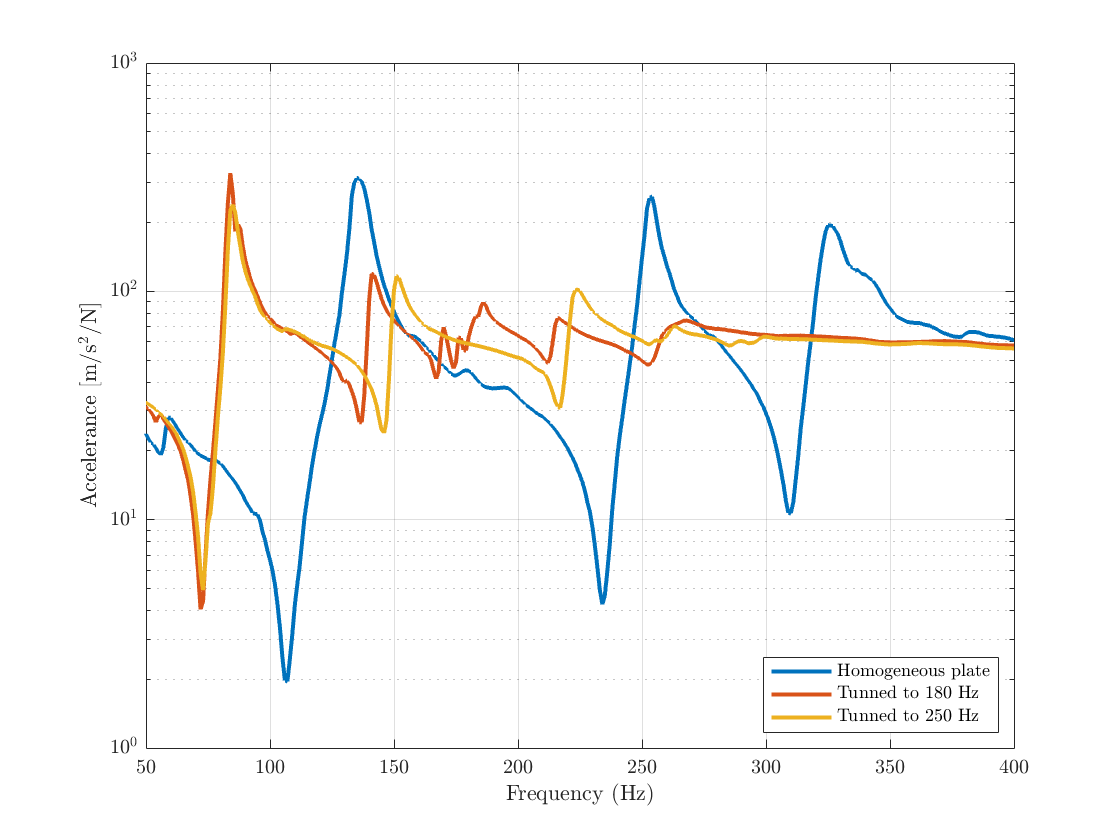 10³
10²
10¹
10⁰
Accelerance [m/s²/N]
50 100 150 200 250 300 350 400
Frequency (Hz)
Homogeneous plate
Tunned to 180 Hz
Tunned to 250 Hz